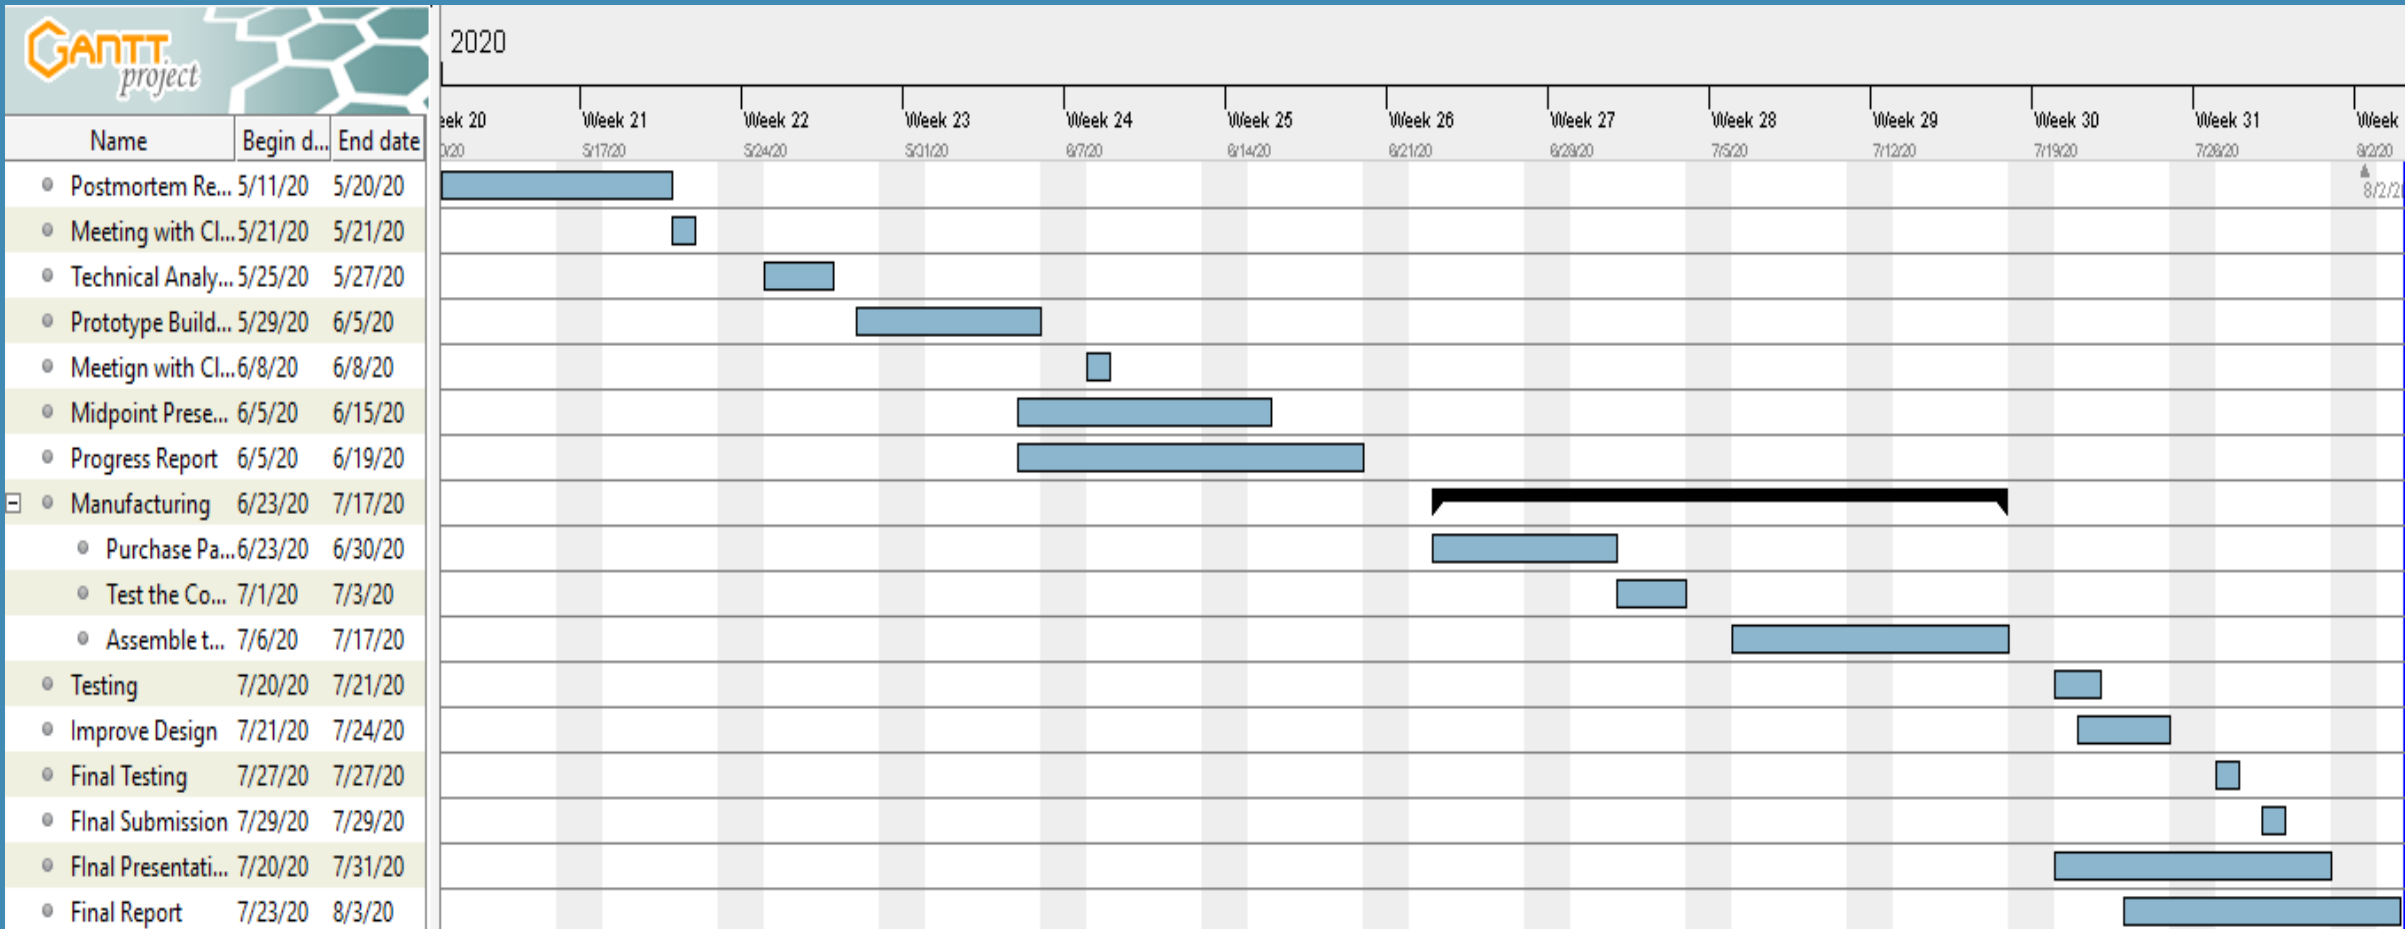 GANTT
project
2020
eek 20 Week 21 Week 22 Week 23 Week 24 Week 25 Week 26 Week 27 Week 28 Week 29 Week 30 Week 31 Week
Name Begin d... End date
0/20 5/17/20 5/24/20 5/31/20 6/7/20 6/14/20 6/21/20 6/28/20 7/5/20 7/12/20 7/19/20 7/26/20 8/2/20
Postmortem Re... 5/11/20 5/20/20
8/2/2
Meeting with Cl... 5/21/20 5/21/20
Technical Analy... 5/25/20 5/27/20
Prototype Build... 5/29/20 6/5/20
Meetign with Cl... 6/8/20 6/8/20
Midpoint Prese... 6/5/20 6/15/20
Progress Report 6/5/20 6/19/20
Manufacturing 6/23/20 7/17/20
Purchase Pa... 6/23/20 6/30/20
Test the Co... 7/1/20 7/3/20
Assemble t... 7/6/20 7/17/20
Testing 7/20/20 7/21/20
Improve Design 7/21/20 7/24/20
Final Testing 7/27/20 7/27/20
FInal Submission 7/29/20 7/29/20
FInal Presentati... 7/20/20 7/31/20
Final Report 7/23/20 8/3/20